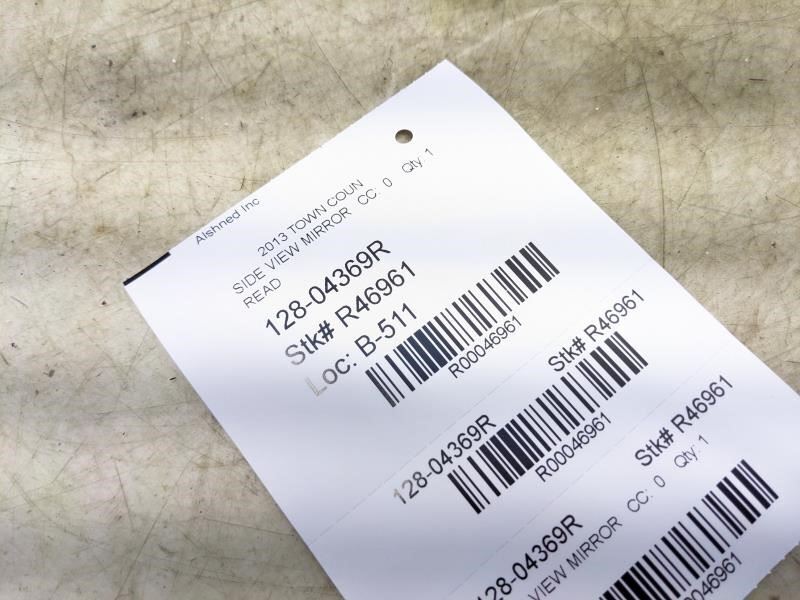 Alshned Inc
2013 TOWN COUN
SIDE VIEW MIRROR CC: 0 Qty: 1
READ
128-04369R
Stk# R46961
Loc: B-511
R00046961
128-04369R Stk# R46961
R00046961
Stk# R46961
128-04369R
VIEW MIRROR CC: 0 Qty: 1
R00046961